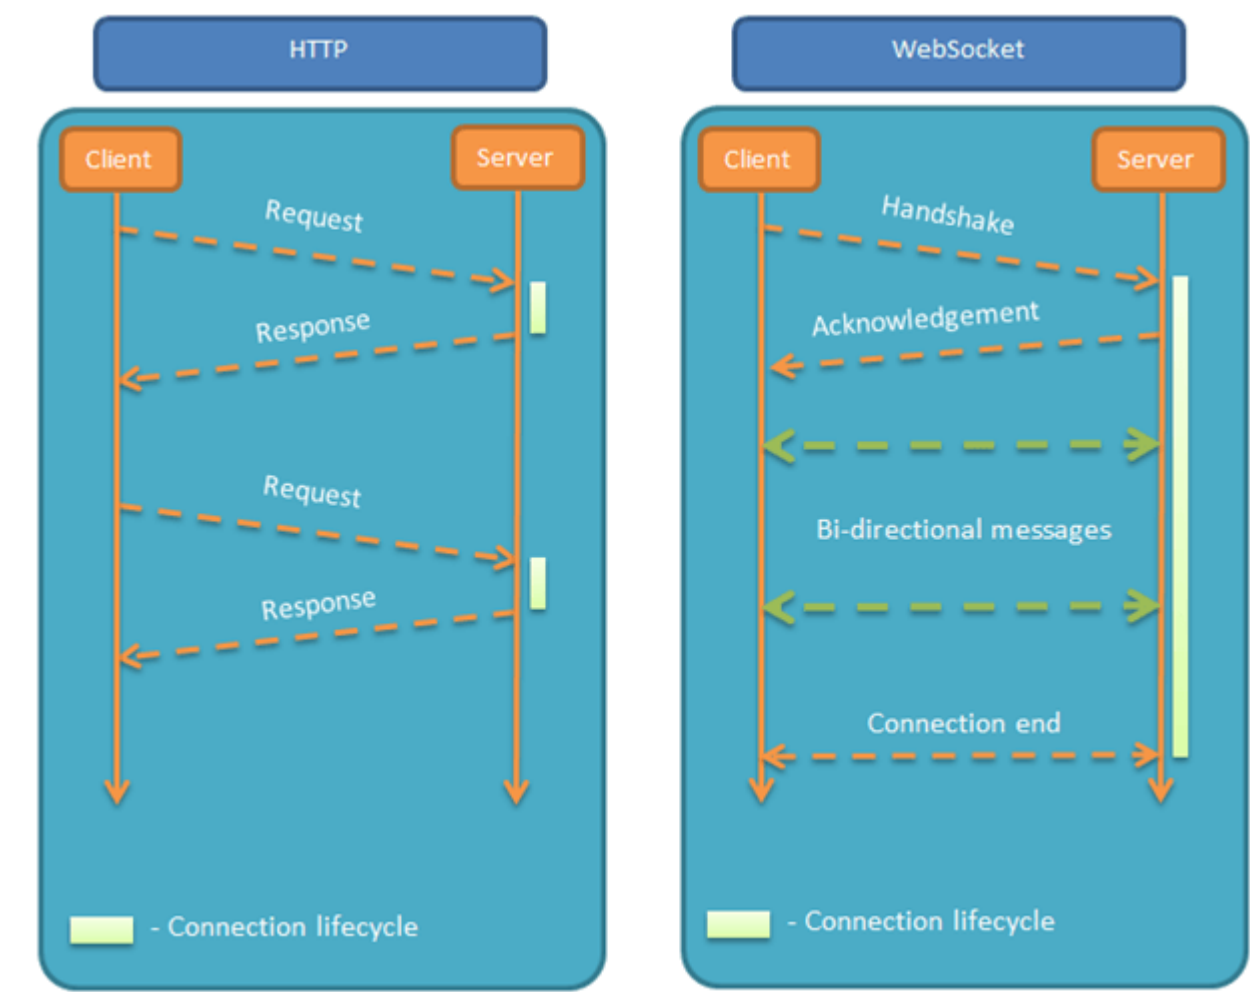 HTTP
Client
Server
Request
Response
Request
Response
- Connection lifecycle
WebSocket
Client
Server
Handshake
Acknowledgement
Bi-directional messages
Connection end
- Connection lifecycle